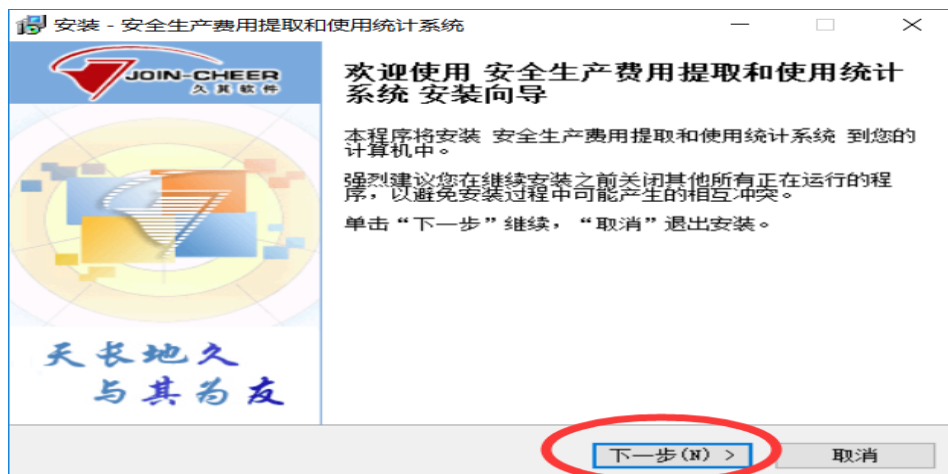 安装 - 安全生产费用提取和使用统计系统
JOIN-CHEER
久其软件
欢迎使用 安全生产费用提取和使用统计
系统 安装向导
本程序将安装 安全生产费用提取和使用统计系统 到您的
计算机中。
强烈建议您在继续安装之前关闭其他所有正在运行的程
序，以避免安装过程中可能产生的相互冲突。
单击“下一步”继续，“取消”退出安装。
天长地久
与其为友
下一步(N) >
取消